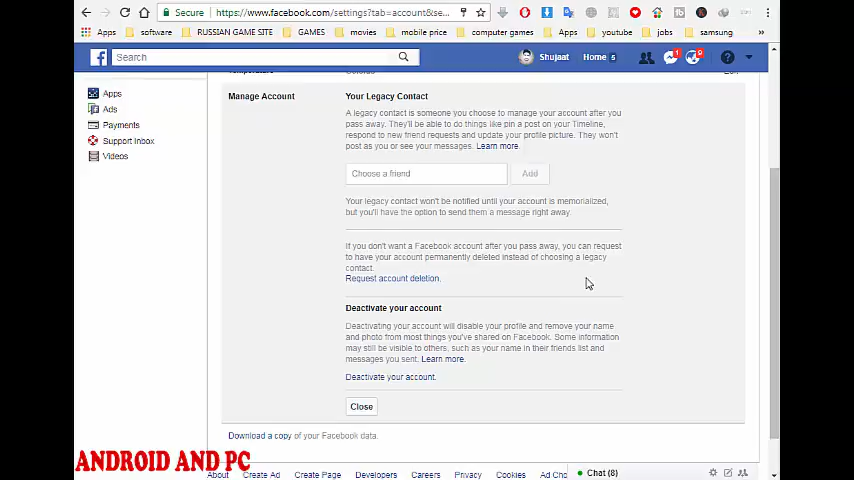 Secure https://www.facebook.com/settings?tab=account&se...
Apps software RUSSIAN GAME SITE GAMES movies mobile price computer games Apps youtube jobs samsung
Search Shujaat Home 5 1 9
Manage Account
Apps
Ads
Payments
Support Inbox
Videos
Your Legacy Contact
A legacy contact is someone you choose to manage your account after you
pass away. They'll be able to do things like pin a post on your Timeline,
respond to new friend requests and update your profile picture. They won't
post as you or see your messages. Learn more.
Choose a friend Add
Your legacy contact won't be notified until your account is memorialized,
but you'll have the option to send them a message right away.
If you don't want a Facebook account after you pass away, you can request
to have your account permanently deleted instead of choosing a legacy
contact.
Request account deletion.
Deactivate your account
Deactivating your account will disable your profile and remove your name
and photo from most things you've shared on Facebook. Some information
may still be visible to others, such as your name in their friends list and
messages you sent. Learn more.
Deactivate your account.
Close
Download a copy of your Facebook data.
ANDROID AND PC
About Create Ad Create Page Developers Careers Privacy Cookies Ad Cho
Chat (8)